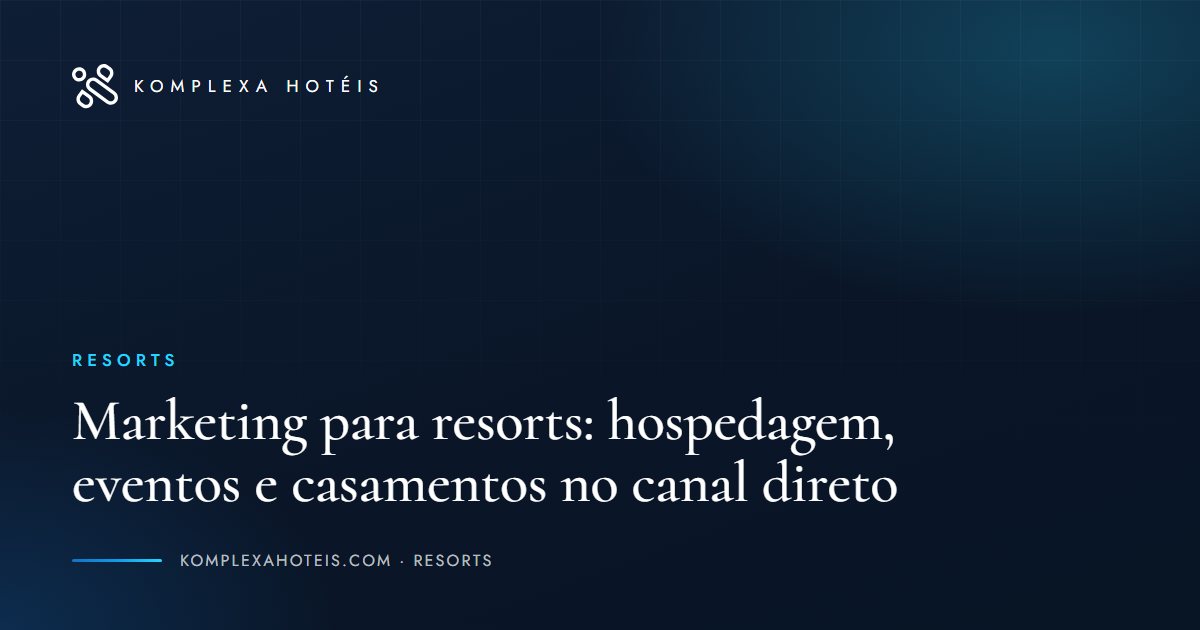 KOMPLEXA HOTÉIS
RESORTS
Marketing para resorts: hospedagem,
eventos e casamentos no canal direto
KOMPLEXAHOTEIS.COM · RESORTS